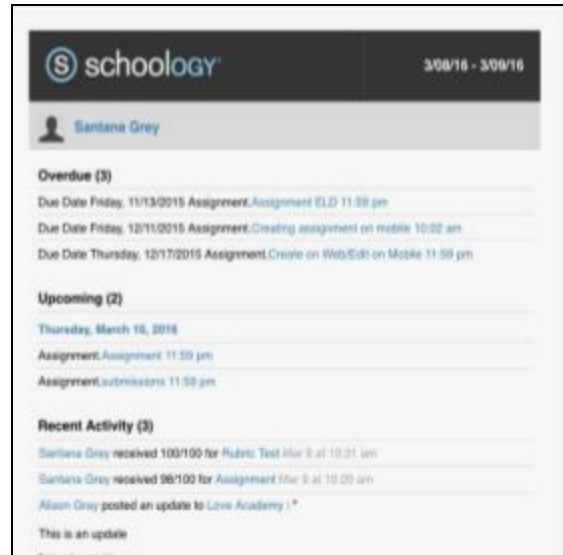 S schoology
3/08/16 - 3/09/16
Santana Grey
Overdue (3)
Due Date Friday, 11/13/2015 Assignment.Assignment ELD 11:59 pm
Due Date Friday, 12/11/2015 Assignment.Creating assignment on mobile 10:02 am
Due Date Thursday, 12/17/2015 Assignment.Create on Web/Edit on Mobile 11:59 pm
Upcoming (2)
Thursday, March 10, 2016
Assignment.Assignment 11:59 pm
Assignment.submissions 11:59 pm
Recent Activity (3)
Santana Grey received 100/100 for Rubric Test Mar 9 at 10:31 am
Santana Grey received 98/100 for Assignment Mar 9 at 10:20 am
Alison Gray posted an update to Love Academy : "
This is an update